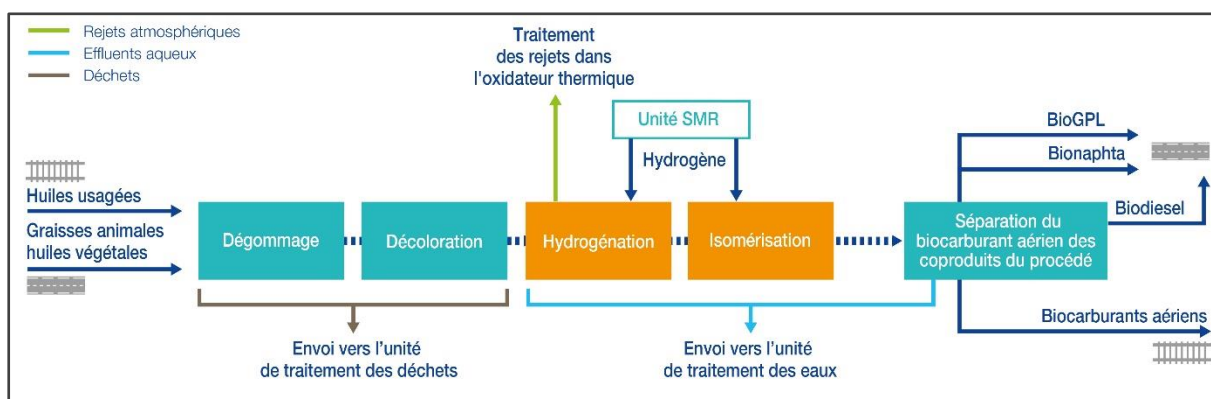 Rejets atmosphériques
Effluents aqueux
Déchets
Traitement
des rejets dans
l'oxidateur thermique
Unité SMR
Hydrogène
Huiles usagées
Graisses animales
huiles végétales
Dégommage
Décoloration
Hydrogénation
Isomérisation
Séparation du
biocarburant aérien des
coproduits du procédé
BioGPL
Bionaphta
Biodiesel
Biocarburants aériens
Envoi vers l'unité
de traitement des déchets
Envoi vers l'unité
de traitement des eaux